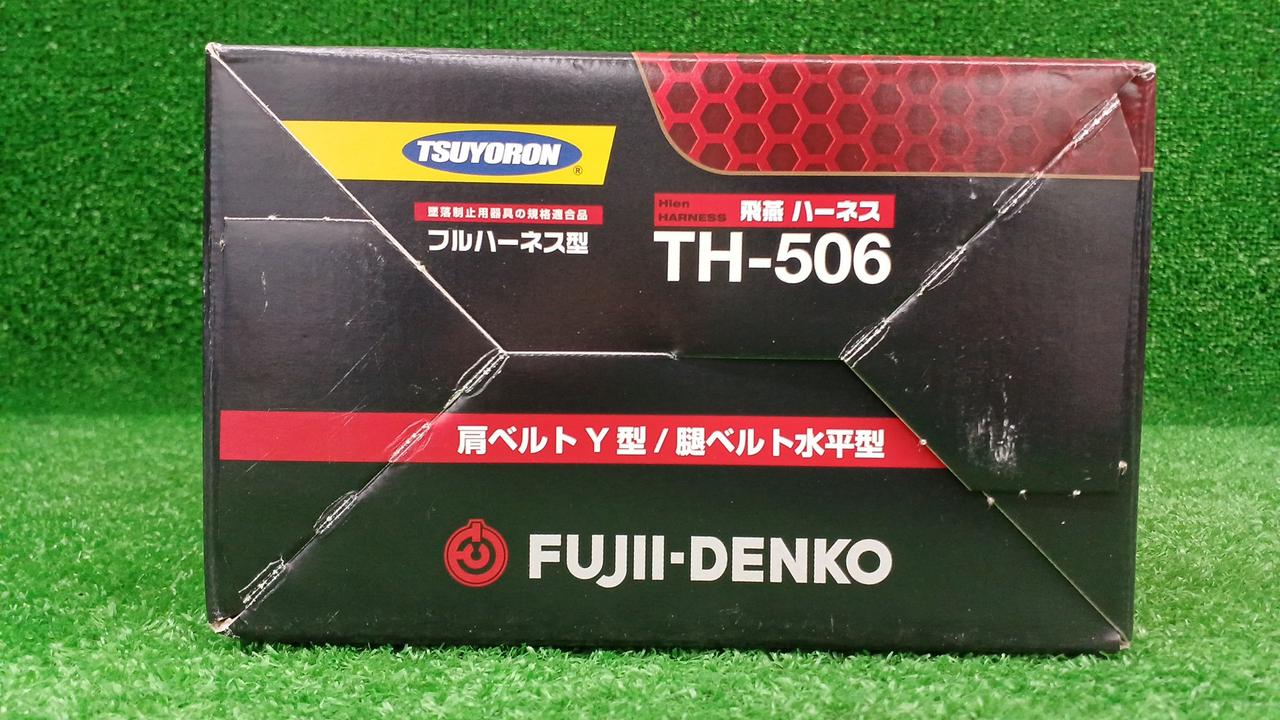 TSUYORON
®
墜落制止用器具の規格適合品
フルハーネス型
Hien
HARNESS
飛燕 ハーネス
TH-506
肩ベルトY型/腿ベルト水平型
FUJII-DENKO